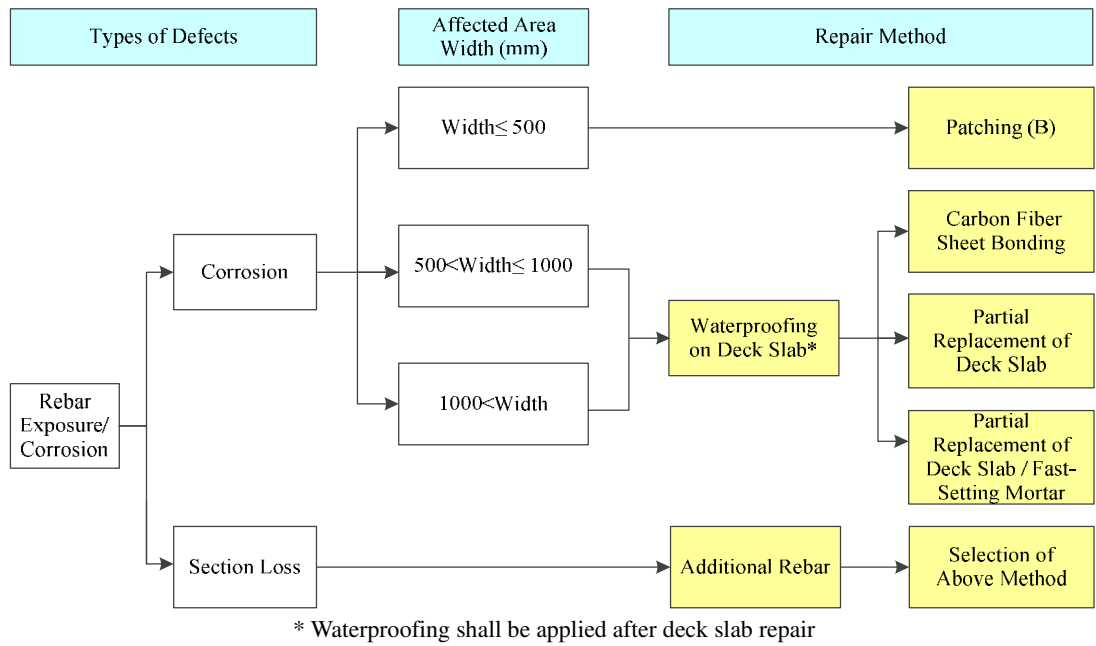 Types of Defects
Affected Area
Width (mm)
Repair Method
Width≤ 500
Patching (B)
Carbon Fiber
Sheet Bonding
Corrosion
500<Width≤ 1000
Waterproofing
on Deck Slab*
Partial
Replacement of
Deck Slab
1000<Width
Rebar
Exposure/
Corrosion
Partial
Replacement of
Deck Slab / Fast-
Setting Mortar
Section Loss
Additional Rebar
Selection of
Above Method
* Waterproofing shall be applied after deck slab repair